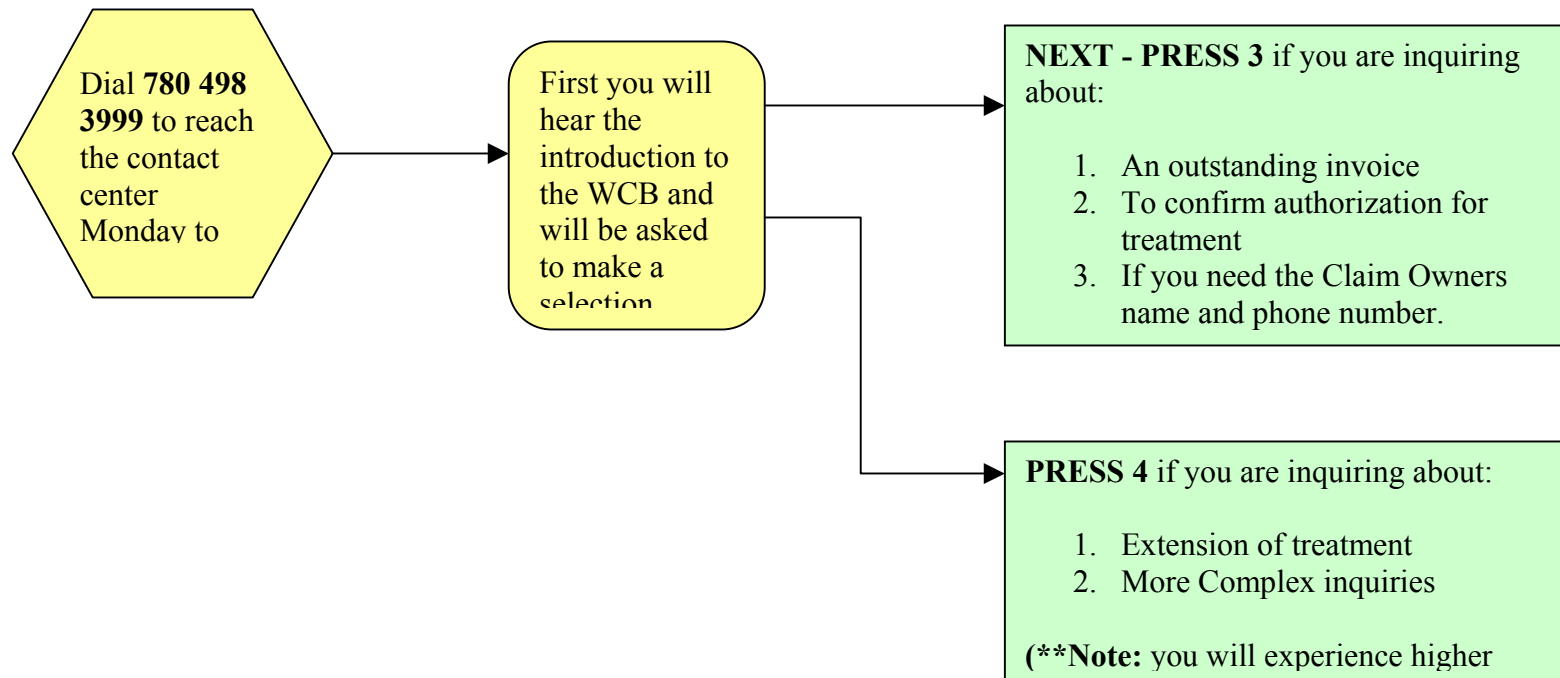 Dial 780 498
3999 to reach
the contact
center
Monday to
First you will
hear the
introduction to
the WCB and
will be asked
to make a
selection
NEXT - PRESS 3 if you are inquiring
about:
1. An outstanding invoice
2. To confirm authorization for
treatment
3. If you need the Claim Owners
name and phone number.
PRESS 4 if you are inquiring about:
1. Extension of treatment
2. More Complex inquiries
(**Note: you will experience higher